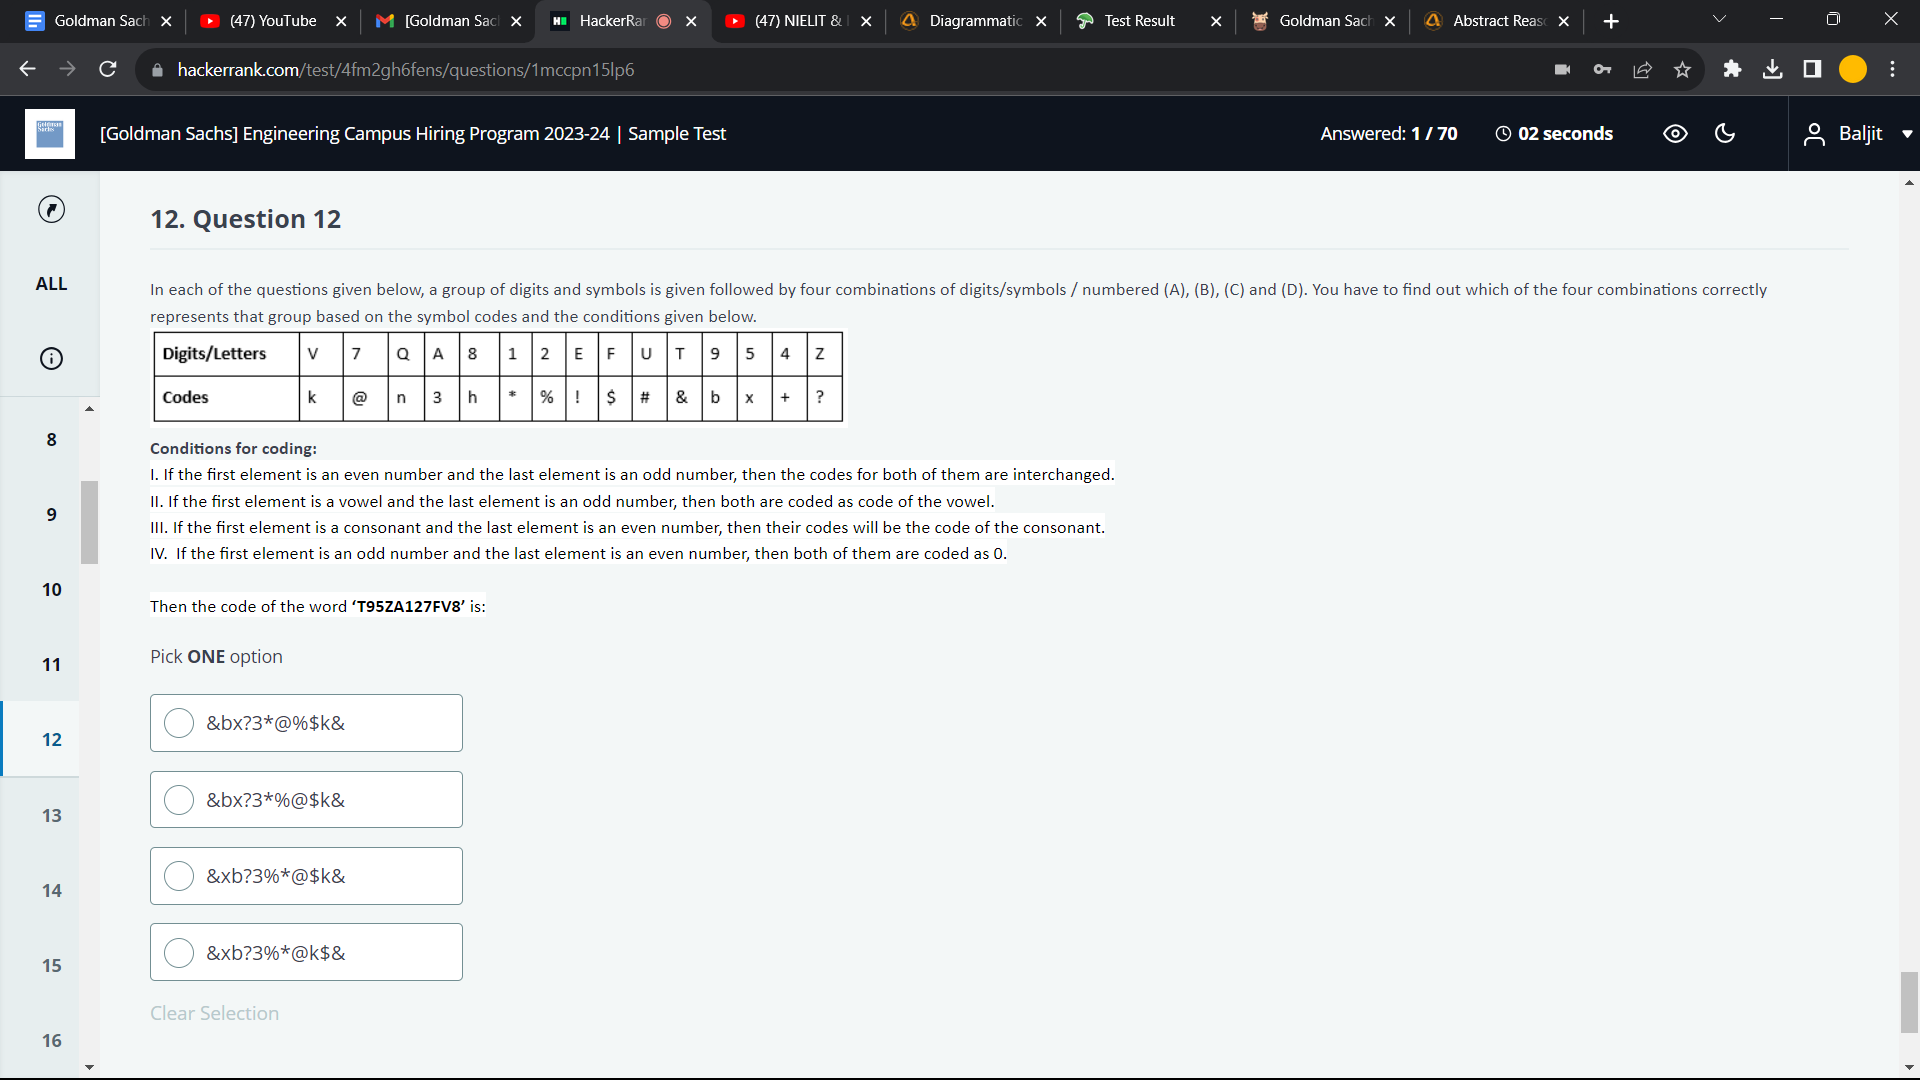 Goldman Sach
(47) YouTube
[Goldman Sac
HackerRar
(47) NIELIT &
Diagrammatic
Test Result
Goldman Sach
Abstract Reas
hackerrank.com/test/4fm2gh6fens/questions/1mccpn15lp6
Goldman Sachs
[Goldman Sachs] Engineering Campus Hiring Program 2023-24 | Sample Test
Answered: 1 / 70
02 seconds
Baljit
ALL
8
9
10
11
12
13
14
15
16
12. Question 12
In each of the questions given below, a group of digits and symbols is given followed by four combinations of digits/symbols / numbered (A), (B), (C) and (D). You have to find out which of the four combinations correctly
represents that group based on the symbol codes and the conditions given below.
Digits/Letters V 7 Q A 8 1 2 E F U T 9 5 4 Z
Codes k @ n 3 h * % ! $ # & b x + ?
Conditions for coding:
I. If the first element is an even number and the last element is an odd number, then the codes for both of them are interchanged.
II. If the first element is a vowel and the last element is an odd number, then both are coded as code of the vowel.
III. If the first element is a consonant and the last element is an even number, then their codes will be the code of the consonant.
IV. If the first element is an odd number and the last element is an even number, then both of them are coded as 0.
Then the code of the word ‘T95ZA127FV8’ is:
Pick ONE option
&bx?3*@%$k&
&bx?3*%@$k&
&xb?3%*@$k&
&xb?3%*@k$&
Clear Selection